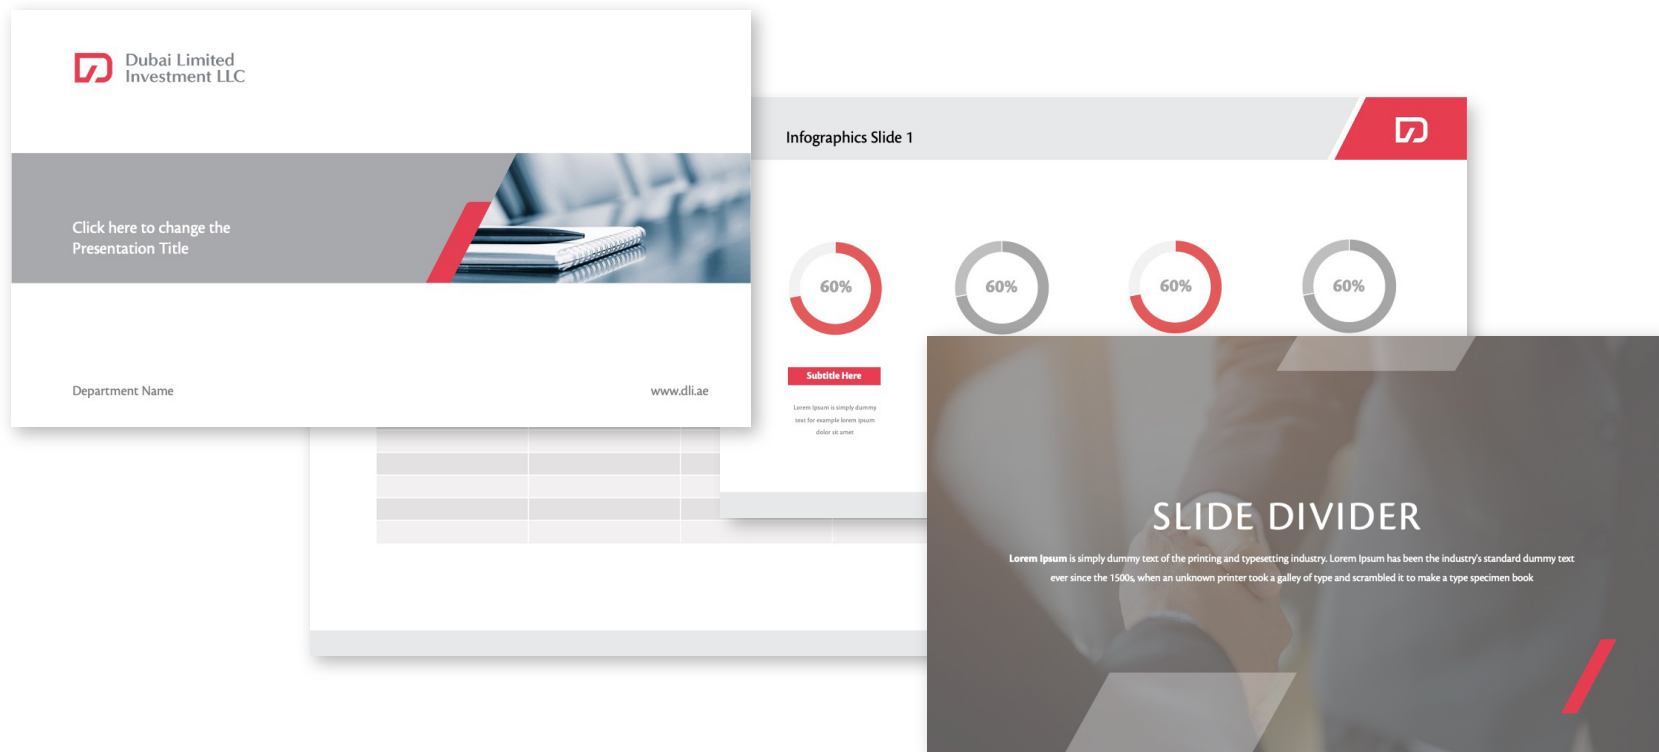 Dubai Limited
Investment LLC
Click here to change the
Presentation Title
Department Name
www.dli.ae
Infographics Slide 1
60%
60%
60%
60%
Subtitle Here
Lorem Ipsum is simply dummy
text for example lorem ipsum
dolor sit amet
SLIDE DIVIDER
Lorem Ipsum is simply dummy text of the printing and typesetting industry. Lorem Ipsum has been the industry's standard dummy text
ever since the 1500s, when an unknown printer took a galley of type and scrambled it to make a type specimen book